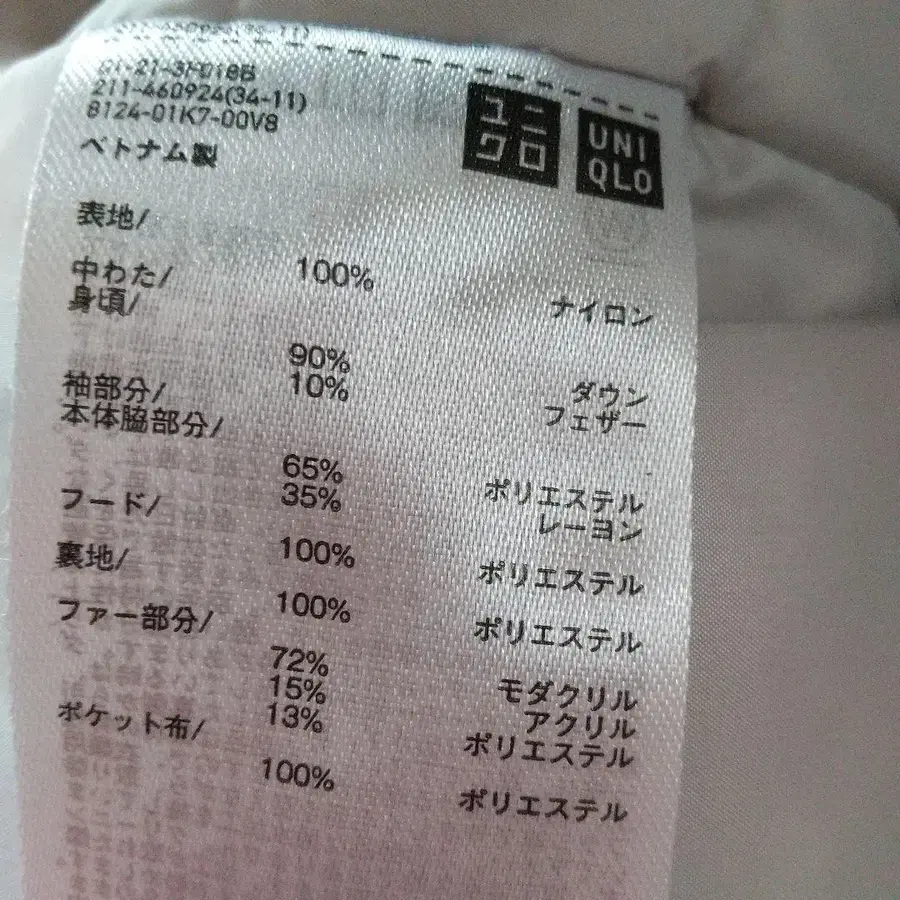 211-460924(34-11)
8124-01K7-00V8
ベトナム製
ユニクロ
UNIQLO
表地/
100% ナイロン
中わた/
身頃/
90% ダウン
10% フェザー
袖部分/
本体脇部分/
65% ポリエステル
35% レーヨン
フード/
100% ポリエステル
裏地/
100% ポリエステル
ファー部分/
72% モダクリル
15% アクリル
13% ポリエステル
ポケット布/
100% ポリエステル